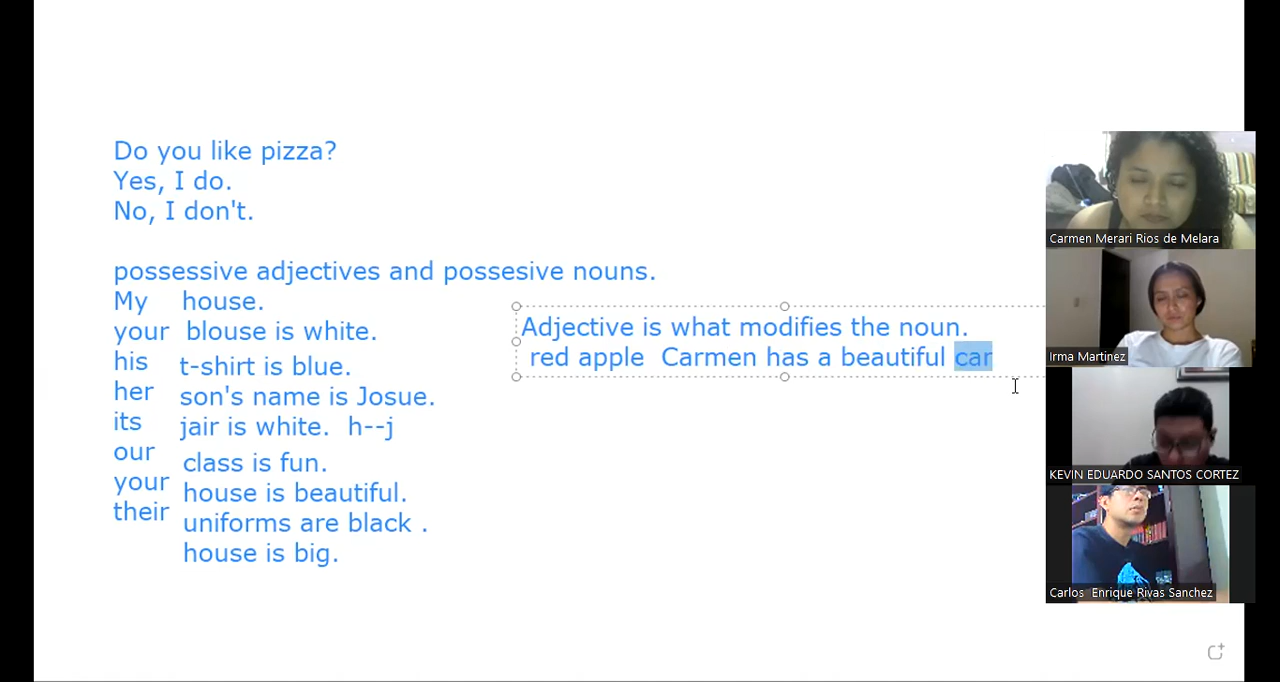 Do you like pizza?
Yes, I do.
No, I don't.
possessive adjectives and possesive nouns.
My house.
your blouse is white.
his t-shirt is blue.
her son's name is Josue.
its jair is white. h--j
our class is fun.
your house is beautiful.
their uniforms are black .
house is big.
Adjective is what modifies the noun.
red apple Carmen has a beautiful car
Carmen Merari Rios de Melara
Irma Martinez
KEVIN EDUARDO SANTOS CORTEZ
Carlos Enrique Rivas Sanchez